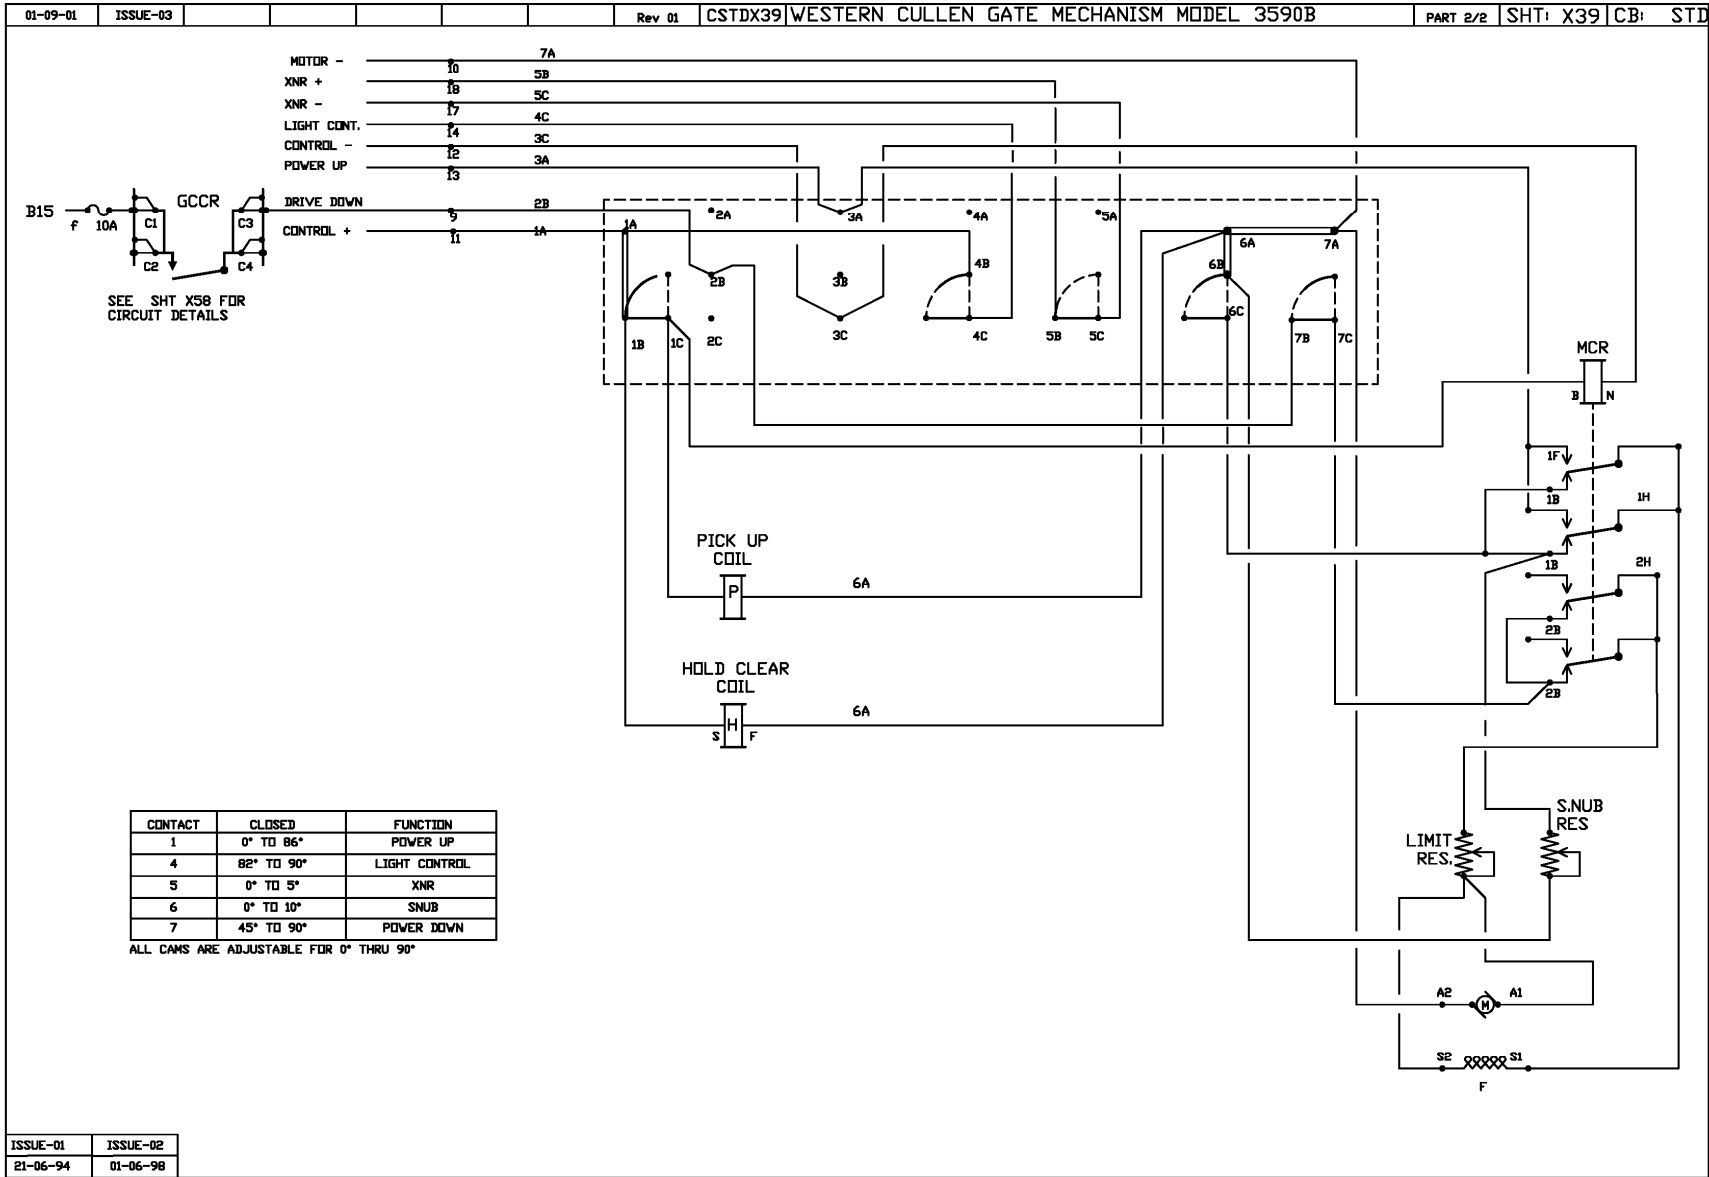 01-09-01 ISSUE-03 Rev 01 CSTDX39 WESTERN CULLEN GATE MECHANISM MODEL 3590B PART 2/2 SHT: X39 CB: STD
MOTOR - 10 7A
XNR + 18 5B
XNR - 17 5C
LIGHT CONT. 14 4C
CONTROL - 12 3C
POWER UP 13 3A
DRIVE DOWN 9 2B
CONTROL + 11 1A
B15 f 10A C1 GCCR C3
C2 C4
SEE SHT X58 FOR
CIRCUIT DETAILS
1A 2A 3A 4A 5A 6A 7A
2B 3B 4B 6B
6C
1B 1C 2C 3C 4C 5B 5C 7B 7C
MCR
B N
1F
1B 1H
1B 2H
2B
2B
PICK UP
COIL
P 6A
HOLD CLEAR
COIL
S H F 6A
S.NUB
RES
LIMIT
RES.
A2 M A1
S2 S1
F
CONTACT CLOSED FUNCTION
1 0° TO 86° POWER UP
4 82° TO 90° LIGHT CONTROL
5 0° TO 5° XNR
6 0° TO 10° SNUB
7 45° TO 90° POWER DOWN
ALL CAMS ARE ADJUSTABLE FOR 0° THRU 90°
ISSUE-01 ISSUE-02
21-06-94 01-06-98